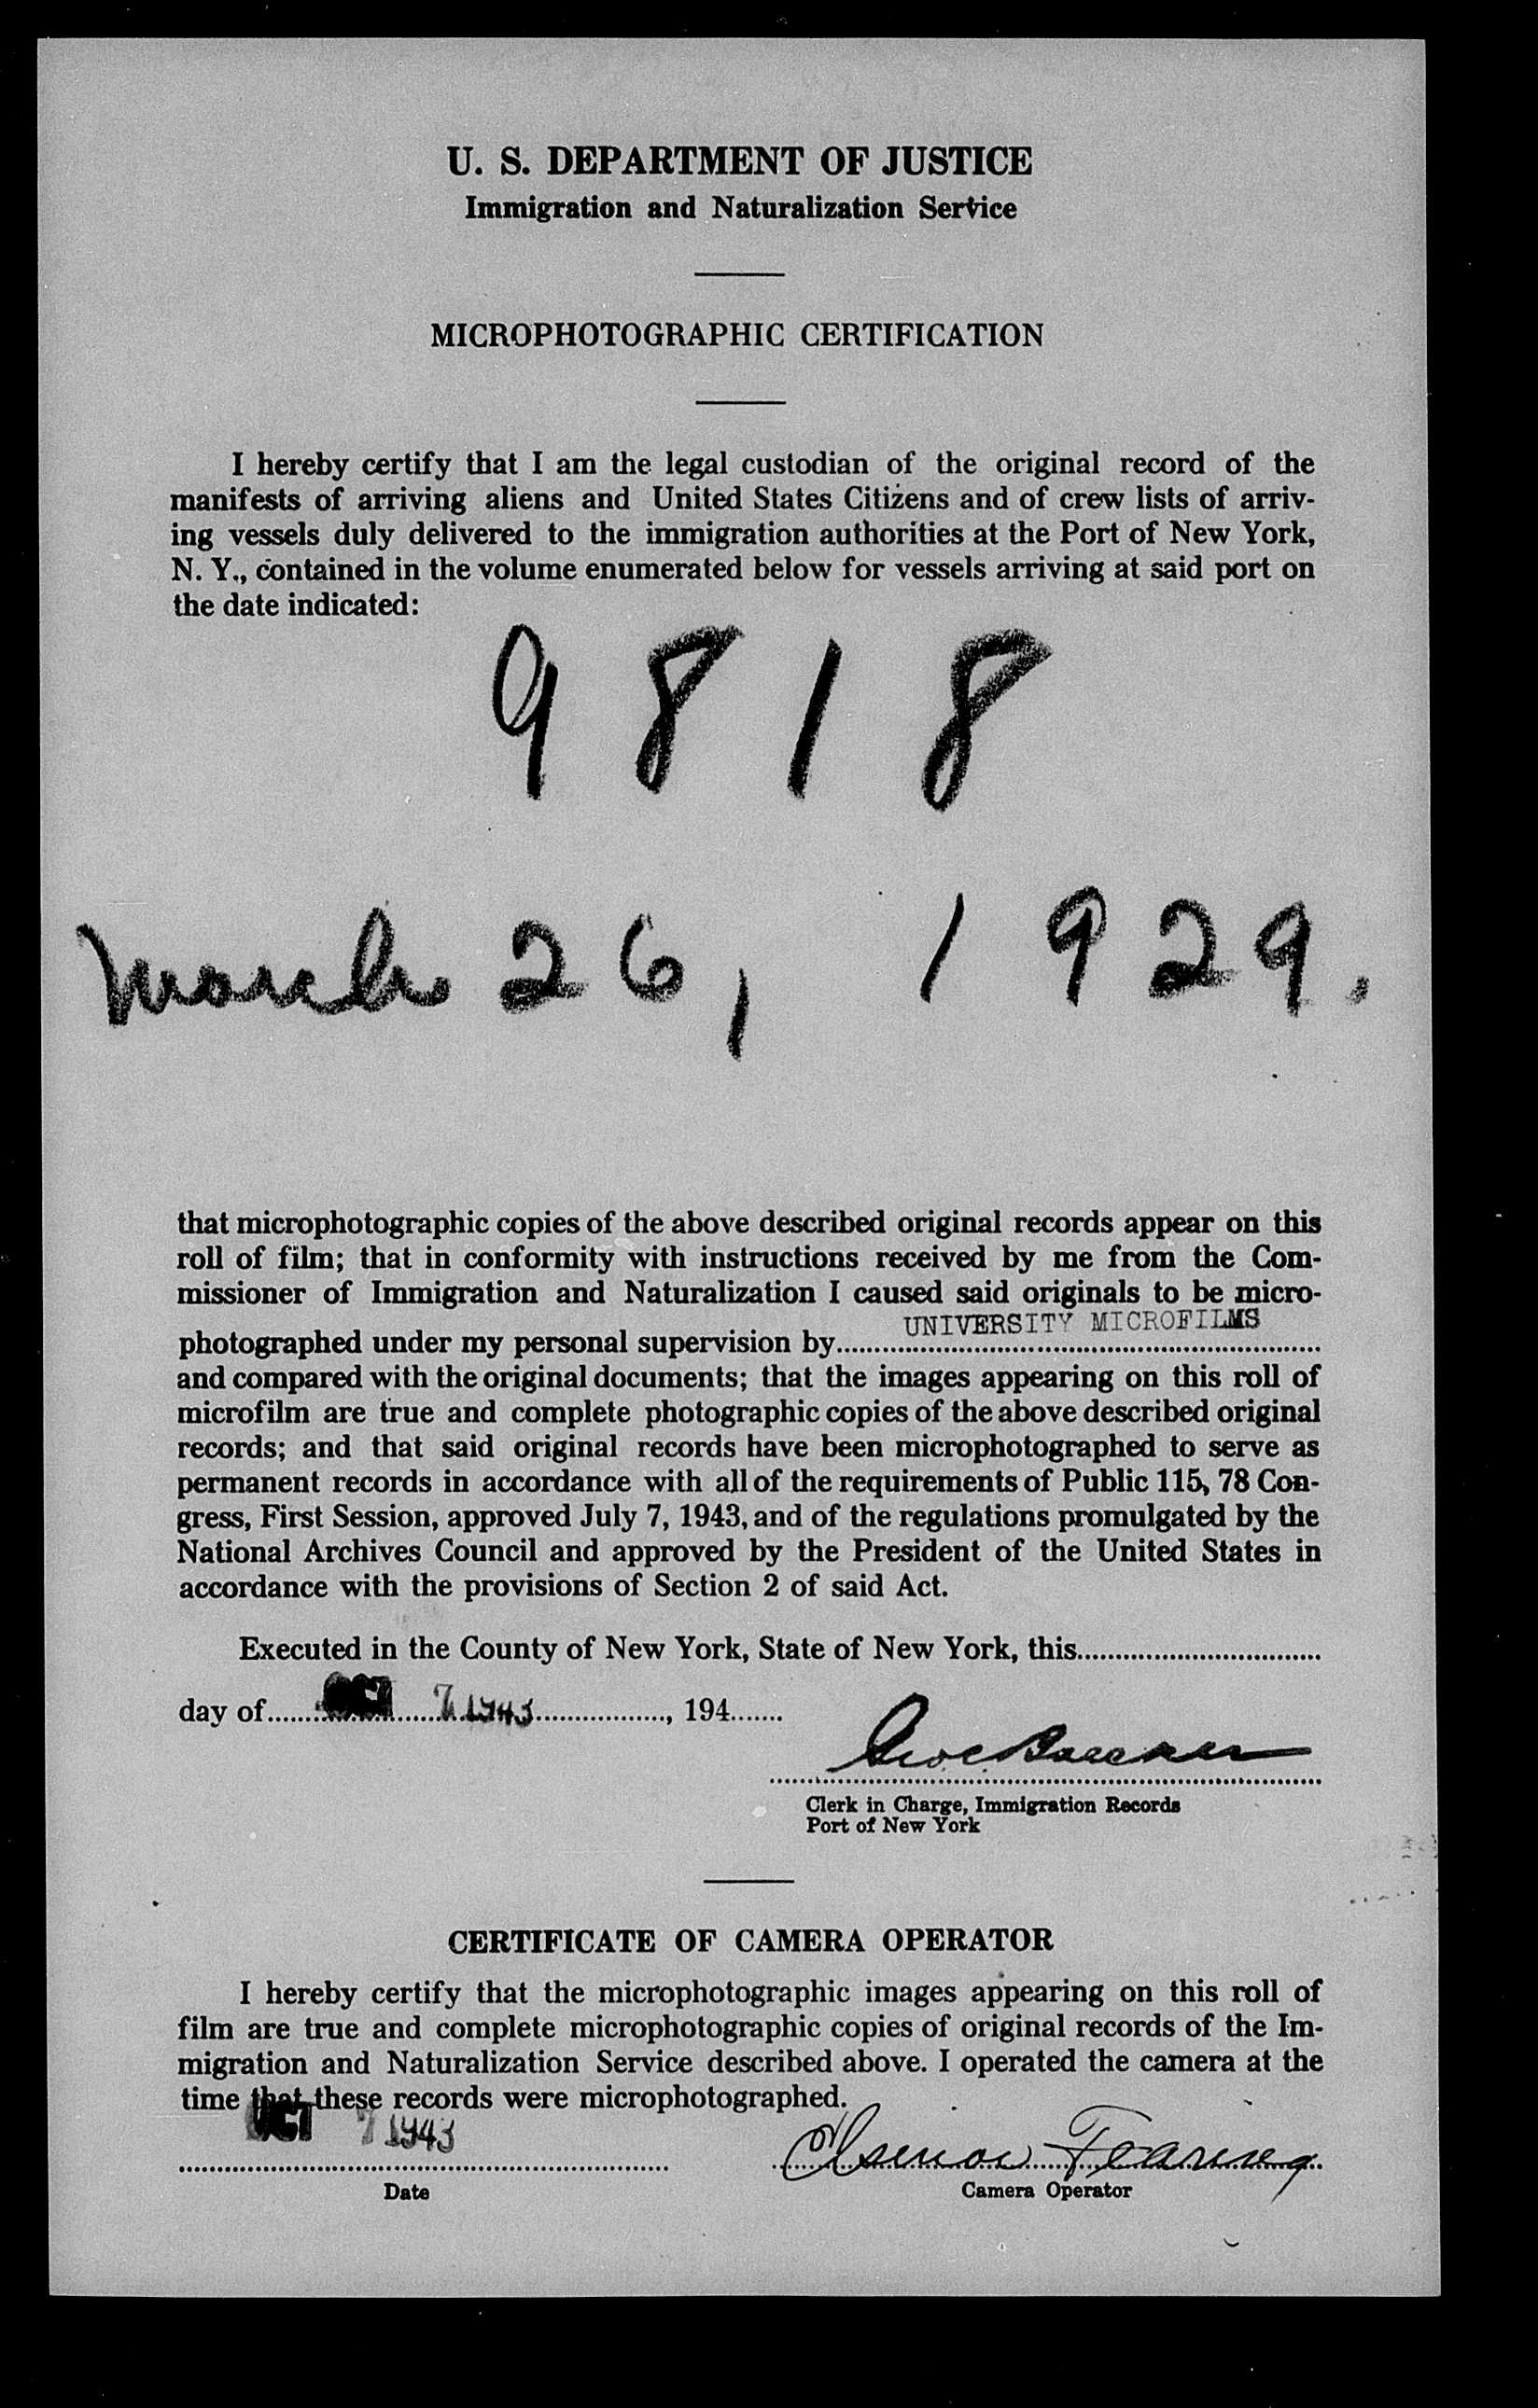 U. S. DEPARTMENT OF JUSTICE
Immigration and Naturalization Service
MICROPHOTOGRAPHIC CERTIFICATION
I hereby certify that I am the legal custodian of the original record of the
manifests of arriving aliens and United States Citizens and of crew lists of arriv-
ing vessels duly delivered to the immigration authorities at the Port of New York,
N. Y., contained in the volume enumerated below for vessels arriving at said port on
the date indicated:
9818
March 26, 1929.
that microphotographic copies of the above described original records appear on this
roll of film; that in conformity with instructions received by me from the Com-
missioner of Immigration and Naturalization I caused said originals to be micro-
photographed under my personal supervision by UNIVERSITY MICROFILMS
and compared with the original documents; that the images appearing on this roll of
microfilm are true and complete photographic copies of the above described original
records; and that said original records have been microphotographed to serve as
permanent records in accordance with all of the requirements of Public 115, 78 Con-
gress, First Session, approved July 7, 1943, and of the regulations promulgated by the
National Archives Council and approved by the President of the United States in
accordance with the provisions of Section 2 of said Act.
Executed in the County of New York, State of New York, this
day of OCT 7 1943, 194
Clerk in Charge, Immigration Records
Port of New York
CERTIFICATE OF CAMERA OPERATOR
I hereby certify that the microphotographic images appearing on this roll of
film are true and complete microphotographic copies of original records of the Im-
migration and Naturalization Service described above. I operated the camera at the
time that these records were microphotographed.
OCT 7 1943
Date
Camera Operator